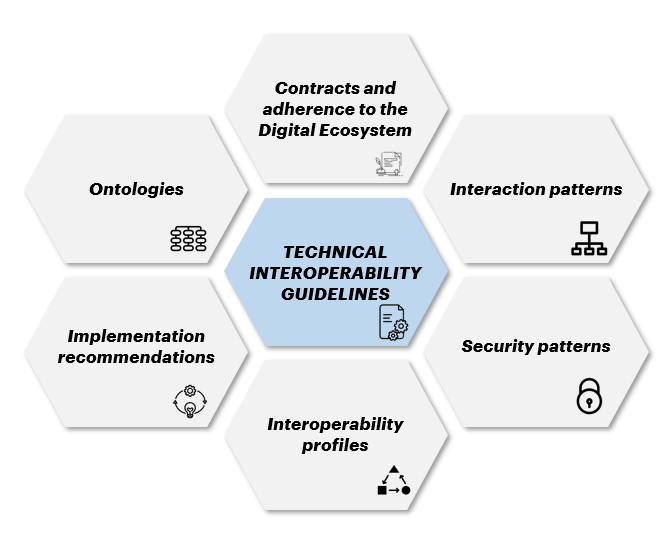 Contracts and
adherence to the
Digital Ecosystem
Ontologies
Interaction patterns
TECHNICAL
INTEROPERABILITY
GUIDELINES
Implementation
recommendations
Security patterns
Interoperability
profiles